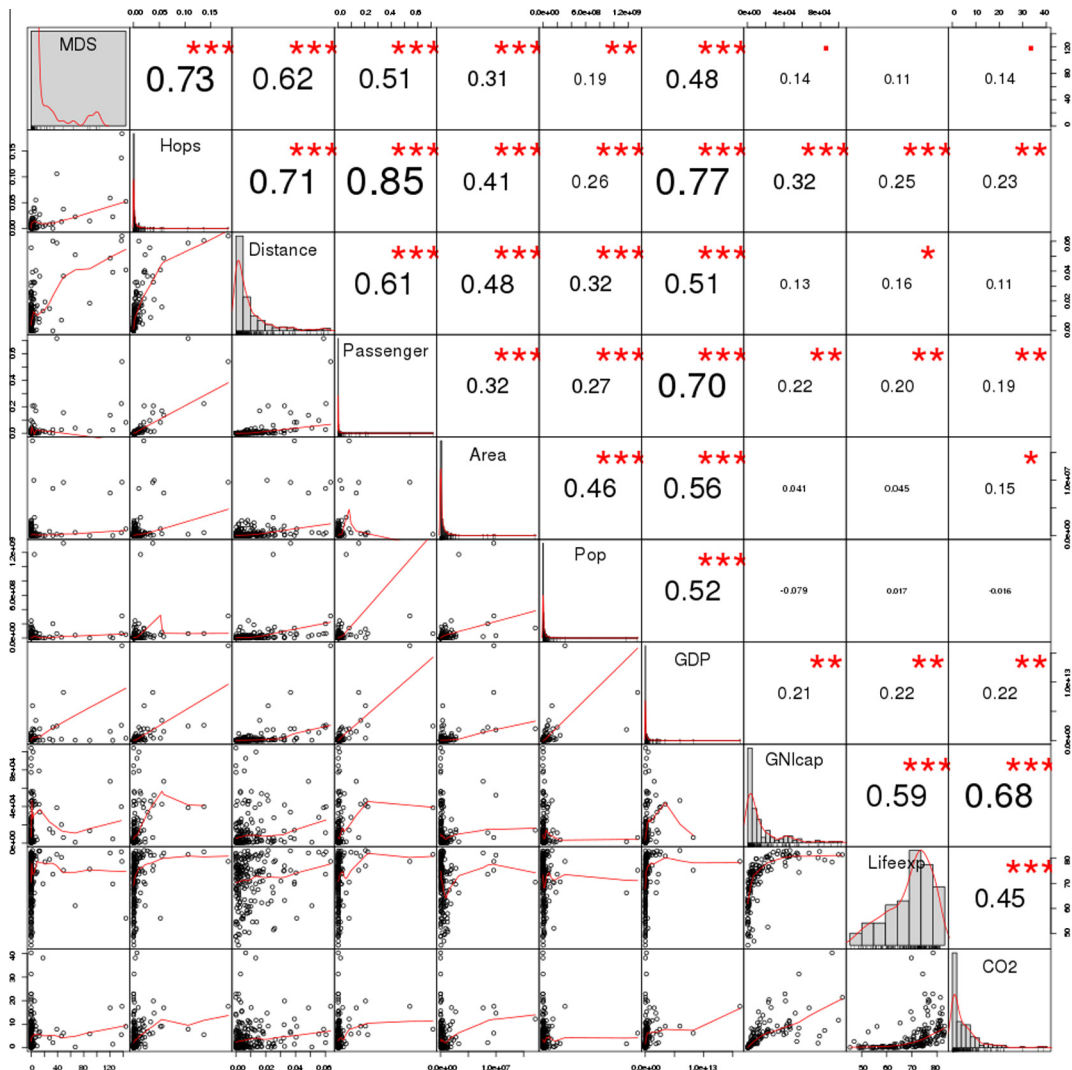 0.00 0.05 0.10 0.15 0.0 0.2 0.4 0.6 0.0e+00 6.0e+08 1.2e+09 0e+00 4e+04 8e+04 0 10 20 30 40
MDS *** *** *** *** ** ***
0.73 0.62 0.51 0.31 0.19 0.48 0.14 0.11 0.14
0 40 80 120
Hops *** *** *** *** *** *** *** **
0.71 0.85 0.41 0.26 0.77 0.32 0.25 0.23
0.00 0.05 0.10 0.15
Distance *** *** *** *** *
0.61 0.48 0.32 0.51 0.13 0.16 0.11
0.00 0.02 0.04 0.06
Passenger *** *** *** ** ** **
0.32 0.27 0.70 0.22 0.20 0.19
0.0 0.2 0.4 0.6
Area *** *** *
0.46 0.56 0.041 0.045 0.15
0.0e+00 1.0e+07
Pop ***
0.52 -0.079 0.017 -0.016
0.0e+00 6.0e+08 1.2e+09
GDP ** ** **
0.21 0.22 0.22
0.0e+00 1.0e+13
GNIcap *** ***
0.59 0.68
0e+00 4e+04 8e+04
Lifeexp ***
0.45
50 60 70 80
CO2
0 10 20 30 40
0 40 80 120 0.00 0.01 0.02 0.03 0.04 0.05 0.06 0.0e+00 1.0e+07 0.0e+00 1.0e+13 50 60 70 80